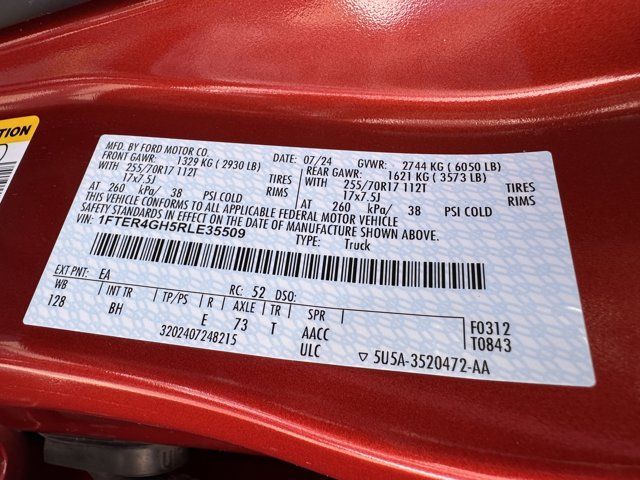 TION
MFD. BY FORD MOTOR CO. DATE: 07/24 GVWR: 2744 KG ( 6050 LB)
FRONT GAWR: 1329 KG ( 2930 LB) REAR GAWR: 1621 KG ( 3573 LB)
WITH 255/70R17 112T TIRES WITH 255/70R17 112T TIRES
17x7.5J RIMS 17x7.5J RIMS
AT 260 kPa/ 38 PSI COLD AT 260 kPa/ 38 PSI COLD
THIS VEHICLE CONFORMS TO ALL APPLICABLE FEDERAL MOTOR VEHICLE
SAFETY STANDARDS IN EFFECT ON THE DATE OF MANUFACTURE SHOWN ABOVE.
1FTER4GH5RLE35509 TYPE: Truck
EXT PNT: EA RC: 52 DSO:
WB INT TR TP/PS R AXLE TR SPR F0312
128 BH E 73 T AACC T0843
3202407248215 ULC ▽ 5U5A-3520472-AA